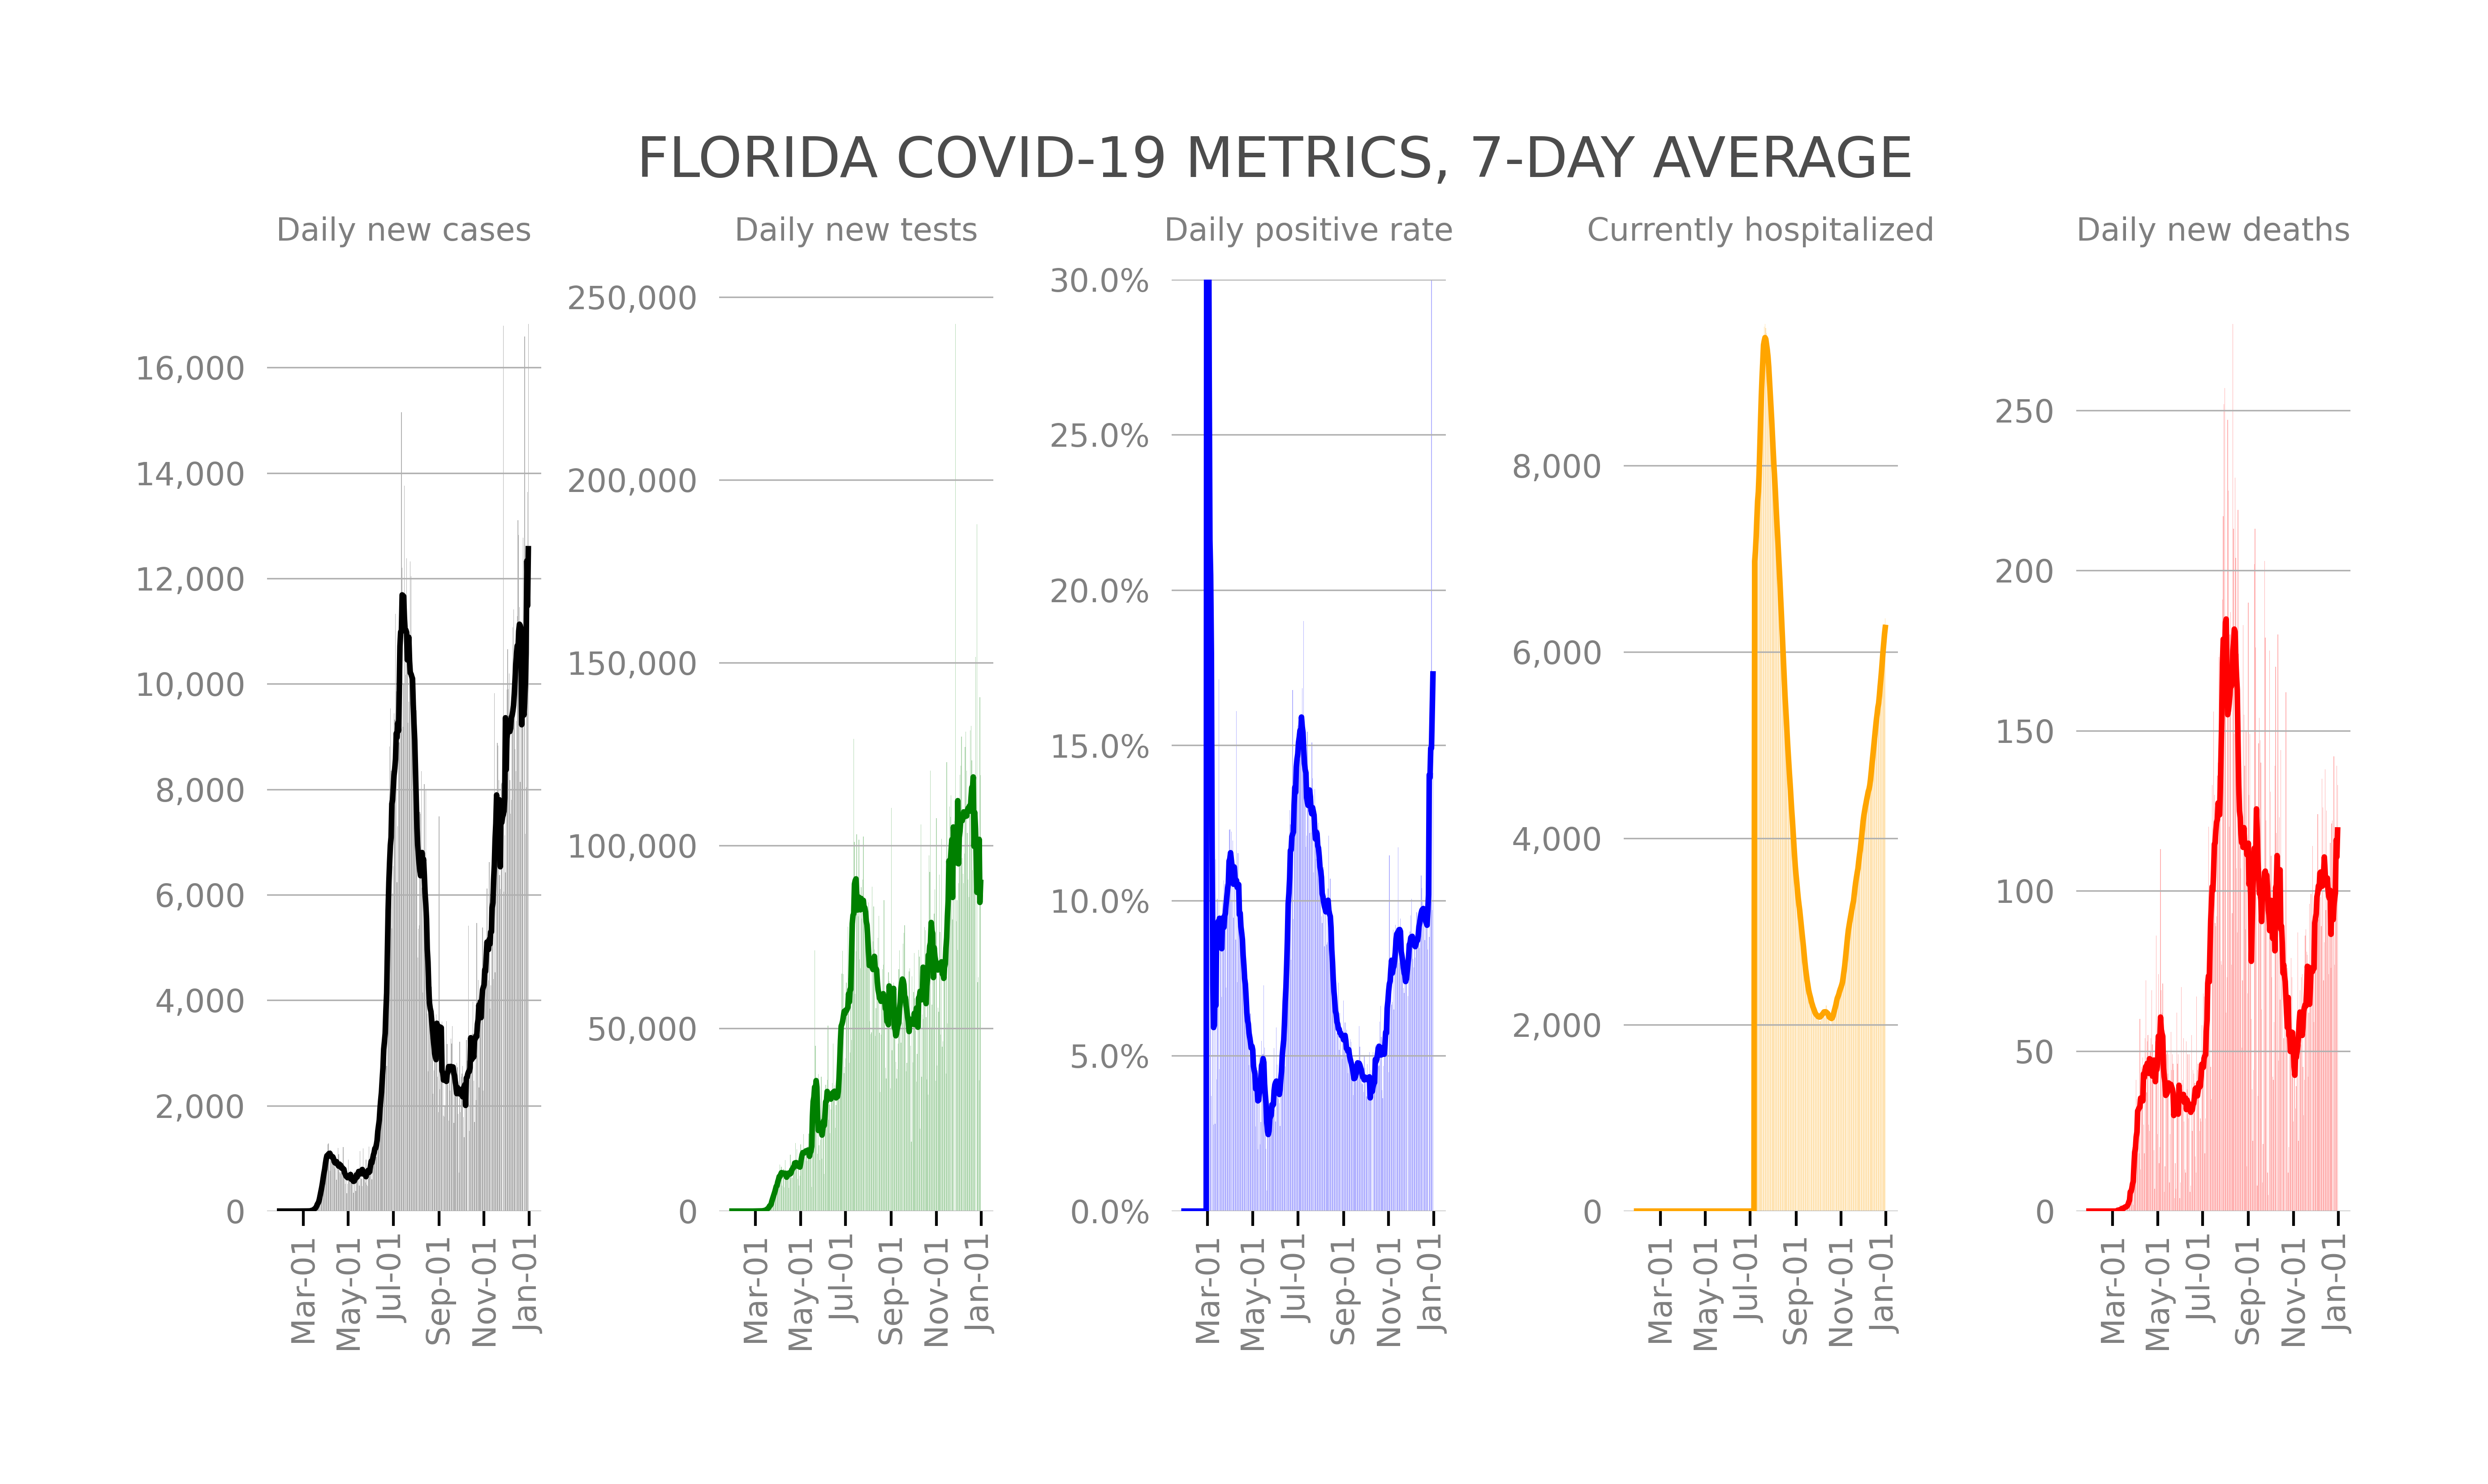 FLORIDA COVID-19 METRICS, 7-DAY AVERAGE
Daily new cases
16,000
14,000
12,000
10,000
8,000
6,000
4,000
2,000
0
Mar-01
May-01
Jul-01
Sep-01
Nov-01
Jan-01
Daily new tests
250,000
200,000
150,000
100,000
50,000
0
Mar-01
May-01
Jul-01
Sep-01
Nov-01
Jan-01
Daily positive rate
30.0%
25.0%
20.0%
15.0%
10.0%
5.0%
0.0%
Mar-01
May-01
Jul-01
Sep-01
Nov-01
Jan-01
Currently hospitalized
8,000
6,000
4,000
2,000
0
Mar-01
May-01
Jul-01
Sep-01
Nov-01
Jan-01
Daily new deaths
250
200
150
100
50
0
Mar-01
May-01
Jul-01
Sep-01
Nov-01
Jan-01